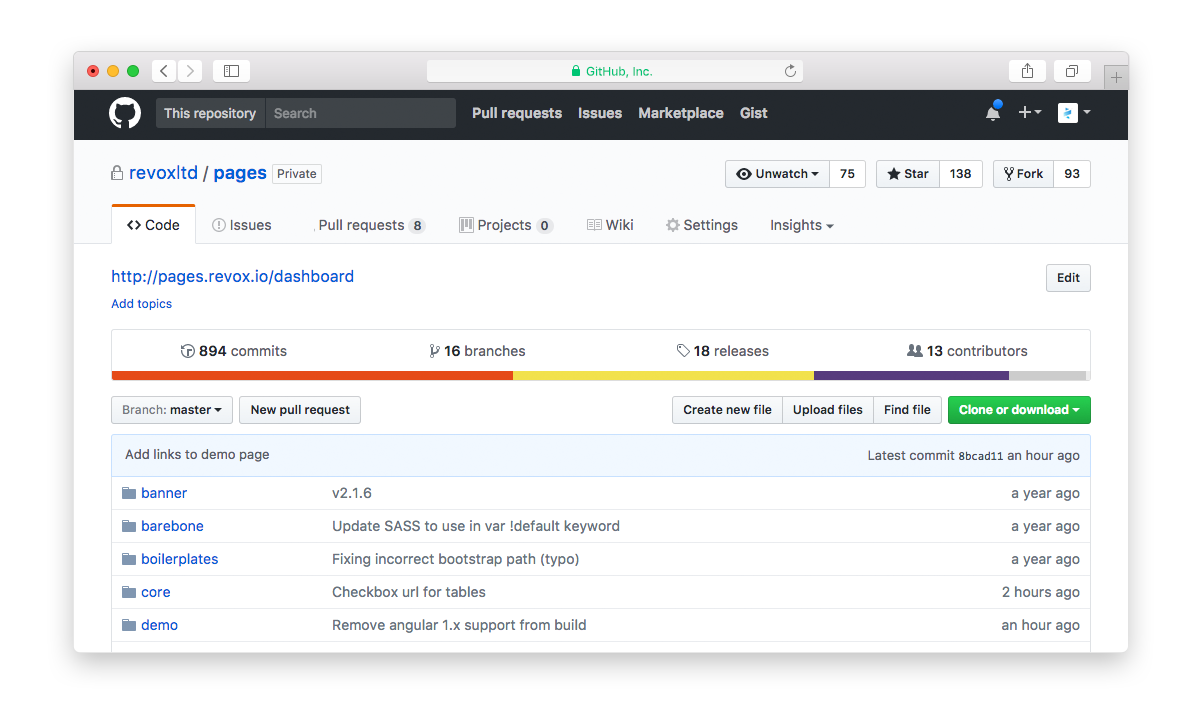 GitHub, Inc.
This repository Search Pull requests Issues Marketplace Gist
revoxltd / pages Private Unwatch 75 Star 138 Fork 93
Code Issues Pull requests 8 Projects 0 Wiki Settings Insights
http://pages.revox.io/dashboard Edit
Add topics
894 commits 16 branches 18 releases 13 contributors
Branch: master New pull request Create new file Upload files Find file Clone or download
Add links to demo page Latest commit 8bcad11 an hour ago
banner v2.1.6 a year ago
barebone Update SASS to use in var !default keyword a year ago
boilerplates Fixing incorrect bootstrap path (typo) a year ago
core Checkbox url for tables 2 hours ago
demo Remove angular 1.x support from build an hour ago